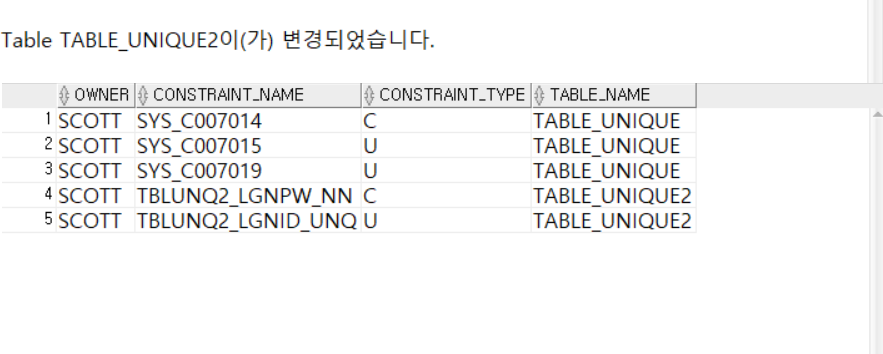 Table TABLE_UNIQUE2이(가) 변경되었습니다.
OWNER CONSTRAINT_NAME CONSTRAINT_TYPE TABLE_NAME
1 SCOTT SYS_C007014 C TABLE_UNIQUE
2 SCOTT SYS_C007015 U TABLE_UNIQUE
3 SCOTT SYS_C007019 U TABLE_UNIQUE
4 SCOTT TBLUNQ2_LGNPW_NN C TABLE_UNIQUE2
5 SCOTT TBLUNQ2_LGNID_UNQ U TABLE_UNIQUE2